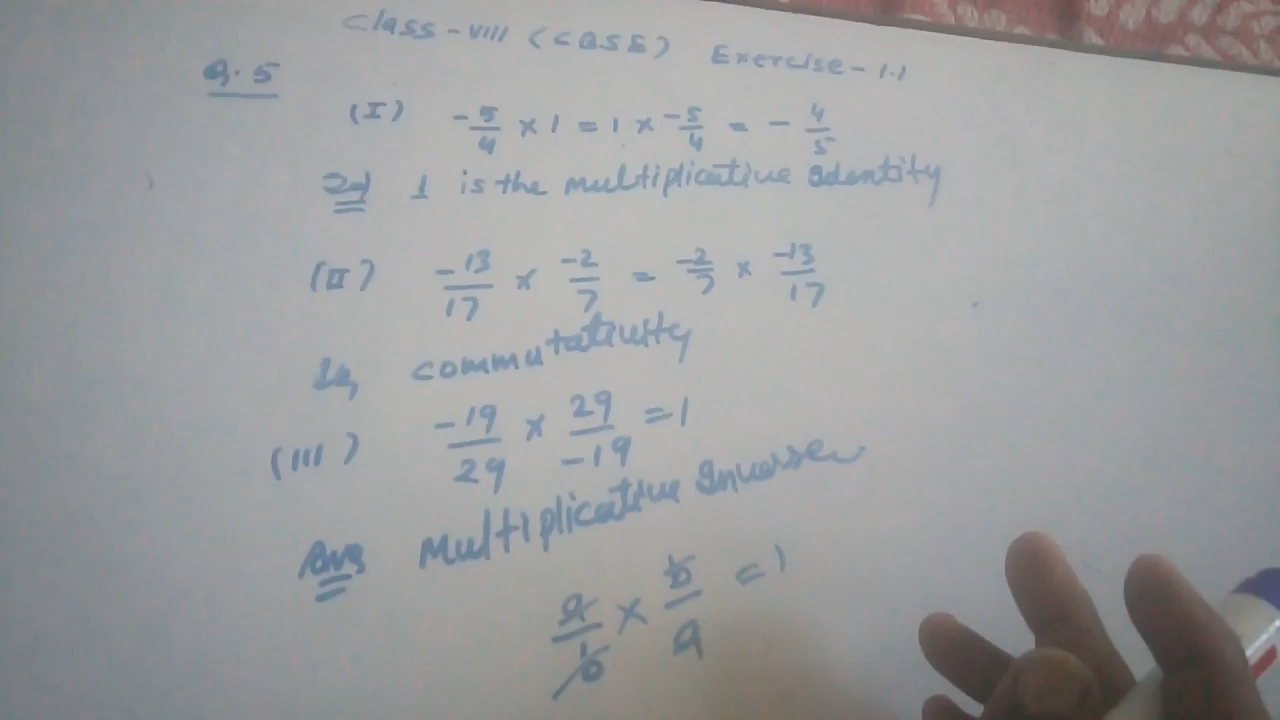 Class - VIII (CBSE) Exercise - 1.1
Q.5
(I) -5/4 × 1 = 1 × -5/4 = - 4/5
1 is the multiplicative Identity
(II) -13/17 × -2/7 = -2/7 × -13/17
commutativity
(III) -19/29 × 29/-19 = 1
Ans Multiplicative Inverse
a/b × b/a = 1